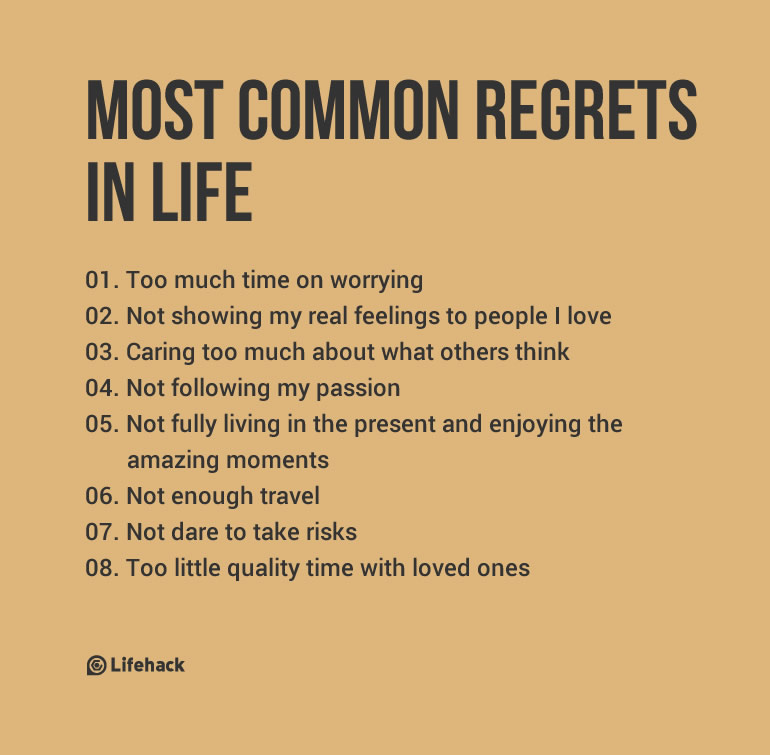 MOST COMMON REGRETS
IN LIFE
01. Too much time on worrying
02. Not showing my real feelings to people I love
03. Caring too much about what others think
04. Not following my passion
05. Not fully living in the present and enjoying the
amazing moments
06. Not enough travel
07. Not dare to take risks
08. Too little quality time with loved ones
Lifehack